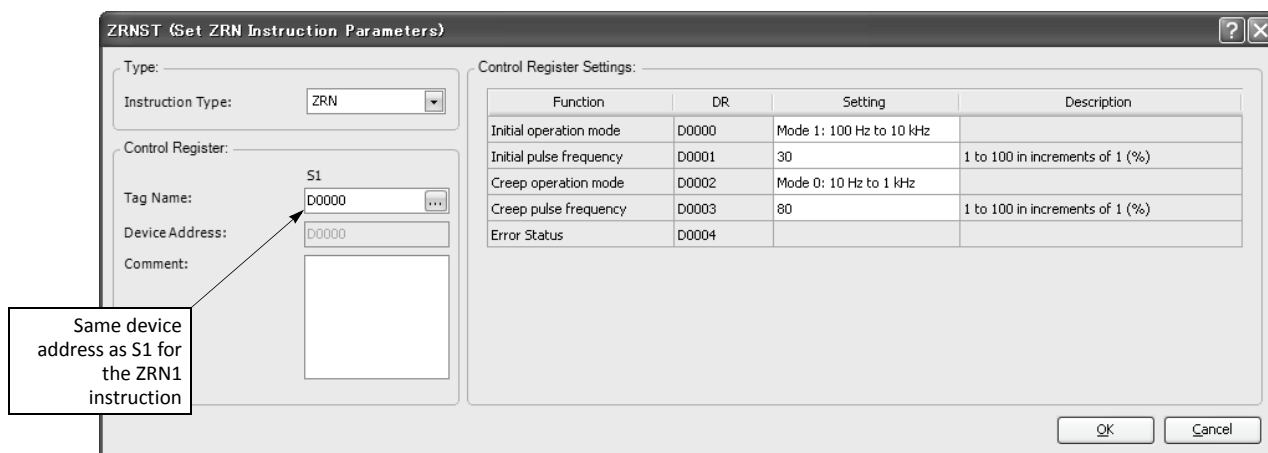 ZRNST (Set ZRN Instruction Parameters)
Type:
Instruction Type: ZRN
Control Register:
S1
Tag Name: D0000 ...
Device Address: D0000
Comment:
Same device
address as S1 for
the ZRN1
instruction
Control Register Settings:
Function DR Setting Description
Initial operation mode D0000 Mode 1: 100 Hz to 10 kHz
Initial pulse frequency D0001 30 1 to 100 in increments of 1 (%)
Creep operation mode D0002 Mode 0: 10 Hz to 1 kHz
Creep pulse frequency D0003 80 1 to 100 in increments of 1 (%)
Error Status D0004
OK Cancel